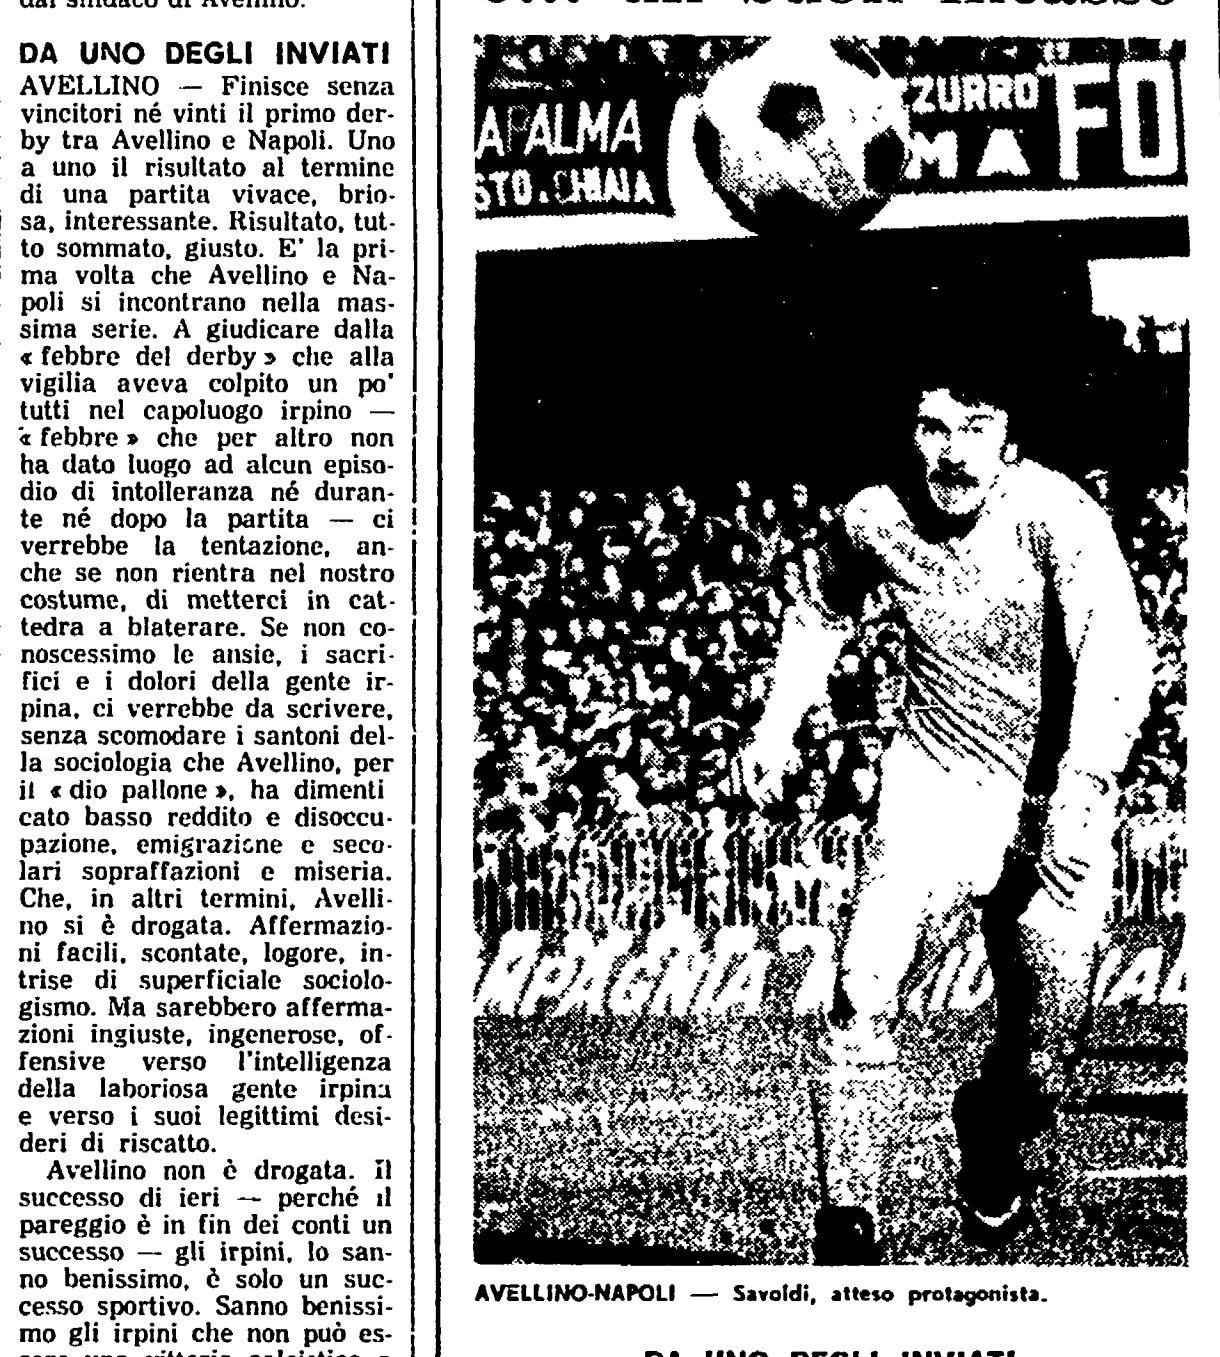 DA UNO DEGLI INVIATI
AVELLINO — Finisce senza
vincitori né vinti il primo der-
by tra Avellino e Napoli. Uno
a uno il risultato al termine
di una partita vivace, brio-
sa, interessante. Risultato, tut-
to sommato, giusto. E' la pri-
ma volta che Avellino e Na-
poli si incontrano nella mas-
sima serie. A giudicare dalla
« febbre del derby » che alla
vigilia aveva colpito un po'
tutti nel capoluogo irpino —
« febbre » che per altro non
ha dato luogo ad alcun episo-
dio di intolleranza né duran-
te né dopo la partita — ci
verrebbe la tentazione, an-
che se non rientra nel nostro
costume, di metterci in cat-
tedra a blaterare. Se non co-
noscessimo le ansie, i sacri-
fici e i dolori della gente ir-
pina, ci verrebbe da scrivere,
senza scomodare i santoni del-
la sociologia che Avellino, per
il « dio pallone », ha dimenti
cato basso reddito e disoccu-
pazione, emigrazione e seco-
lari sopraffazioni e miseria.
Che, in altri termini, Avelli-
no si è drogata. Affermazio-
ni facili, scontate, logore, in-
trise di superficiale sociolo-
gismo. Ma sarebbero afferma-
zioni ingiuste, ingenerose, of-
fensive verso l'intelligenza
della laboriosa gente irpina
e verso i suoi legittimi desi-
deri di riscatto.
Avellino non è drogata. Il
successo di ieri — perché il
pareggio è in fin dei conti un
successo — gli irpini, lo san-
no benissimo, è solo un suc-
cesso sportivo. Sanno benissi-
mo gli irpini che non può es-
APALMA
STO. CHIAIA
ZZURRO
MA
FO
AVELLINO-NAPOLI — Savoldi, atteso protagonista.
DA UNO DEGLI INVIATI